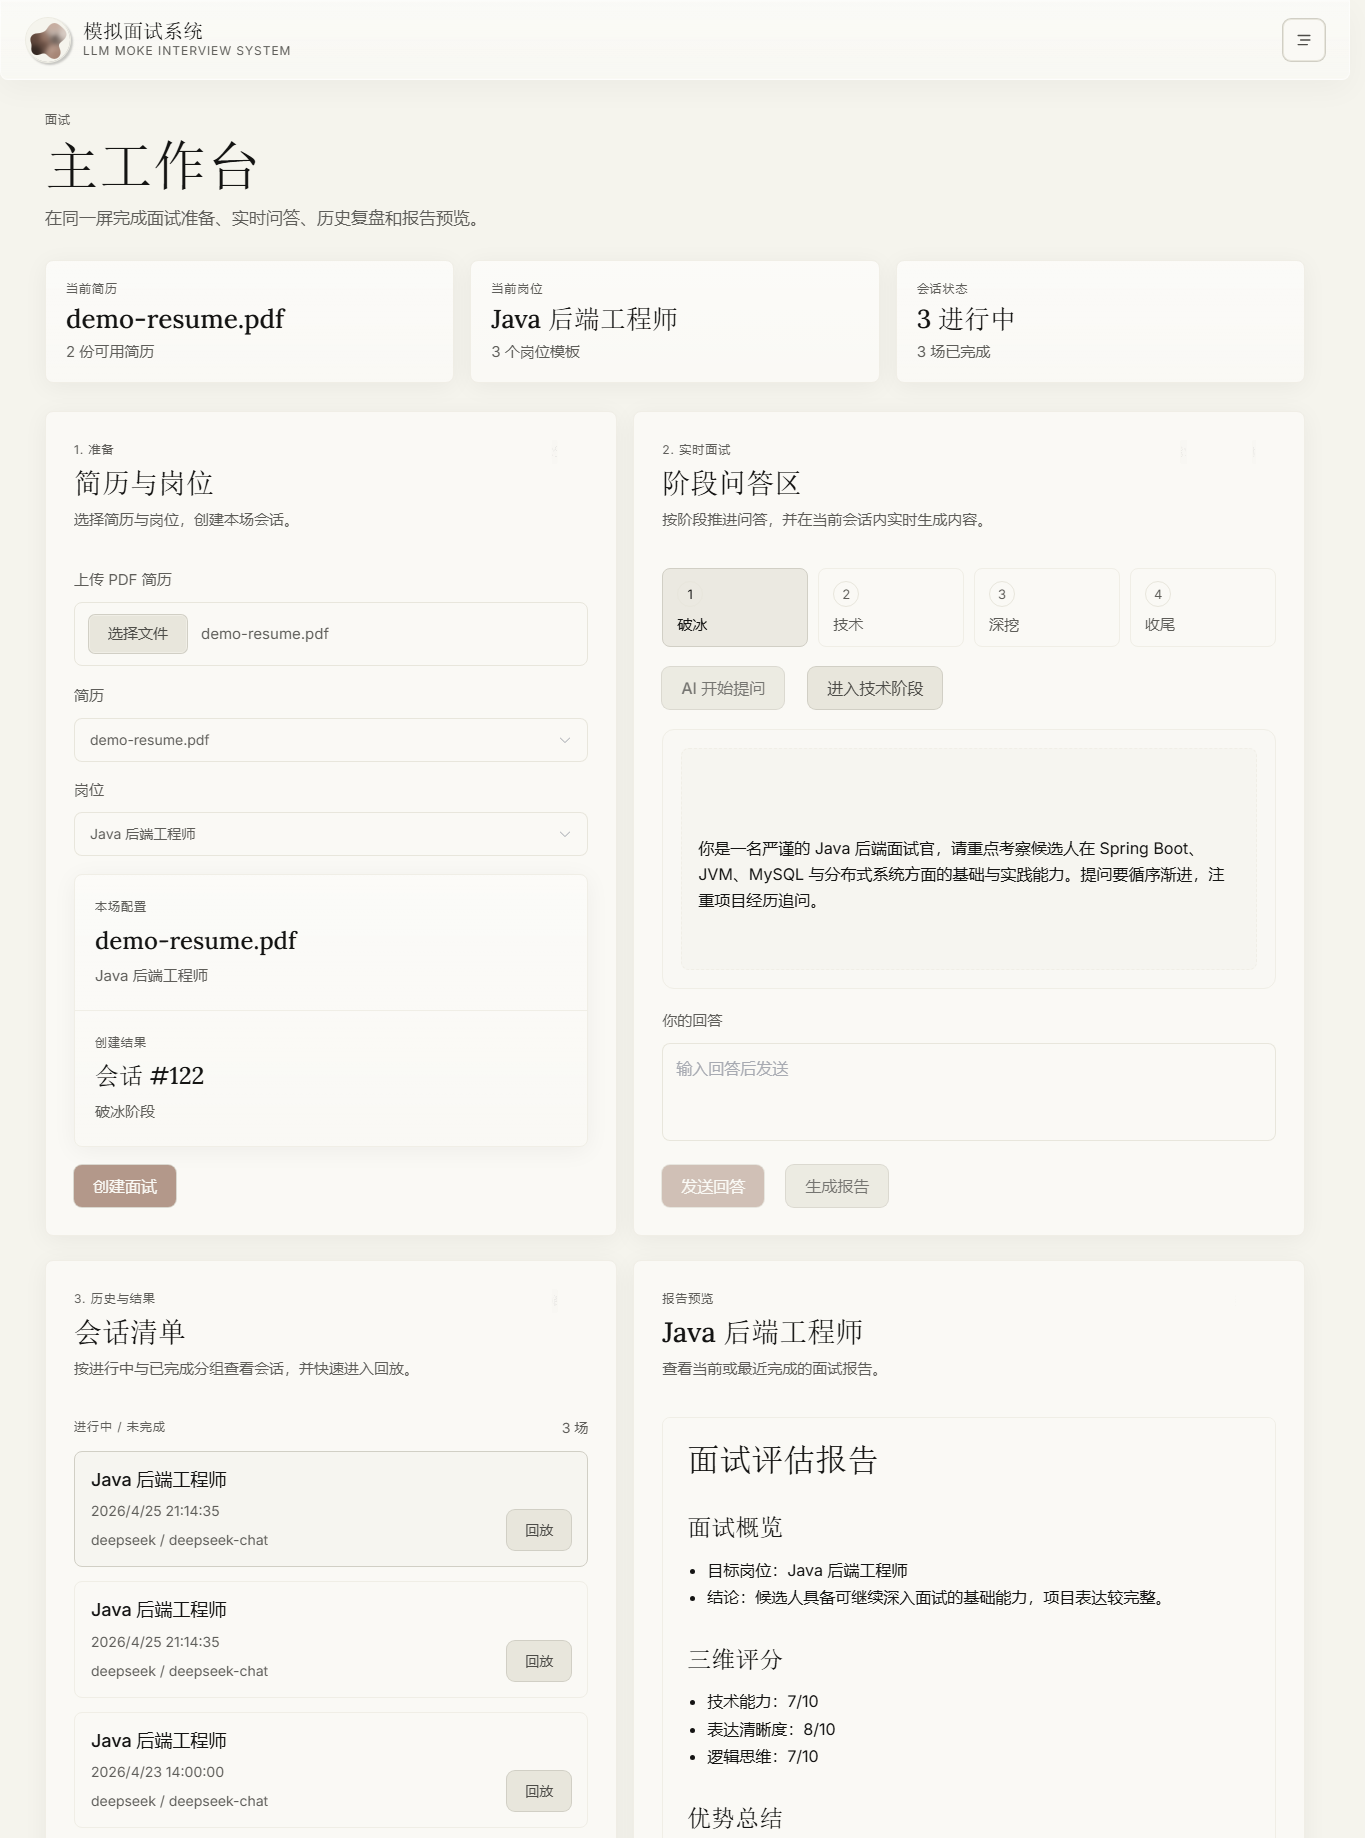 模拟面试系统
LLM MOKE INTERVIEW SYSTEM
面试
主工作台
在同一屏完成面试准备、实时问答、历史复盘和报告预览。
当前简历
demo-resume.pdf
2 份可用简历
当前岗位
Java 后端工程师
3 个岗位模板
会话状态
3 进行中
3 场已完成
1. 准备
简历与岗位
选择简历与岗位，创建本场会话。
上传 PDF 简历
选择文件 demo-resume.pdf
简历
demo-resume.pdf
岗位
Java 后端工程师
本场配置
demo-resume.pdf
Java 后端工程师
创建结果
会话 #122
破冰阶段
创建面试
2. 实时面试
阶段问答区
按阶段推进问答，并在当前会话内实时生成内容。
1
破冰
2
技术
3
深挖
4
收尾
AI 开始提问
进入技术阶段
你是一名严谨的 Java 后端面试官，请重点考察候选人在 Spring Boot、
JVM、MySQL 与分布式系统方面的基础与实践能力。提问要循序渐进，注
重项目经历追问。
你的回答
输入回答后发送
发送回答
生成报告
3. 历史与结果
会话清单
按进行中与已完成分组查看会话，并快速进入回放。
进行中 / 未完成
3 场
Java 后端工程师
2026/4/25 21:14:35
deepseek / deepseek-chat
回放
Java 后端工程师
2026/4/25 21:14:35
deepseek / deepseek-chat
回放
Java 后端工程师
2026/4/23 14:00:00
deepseek / deepseek-chat
回放
报告预览
Java 后端工程师
查看当前或最近完成的面试报告。
面试评估报告
面试概览
• 目标岗位：Java 后端工程师
• 结论：候选人具备可继续深入面试的基础能力，项目表达较完整。
三维评分
• 技术能力：7/10
• 表达清晰度：8/10
• 逻辑思维：7/10
优势总结